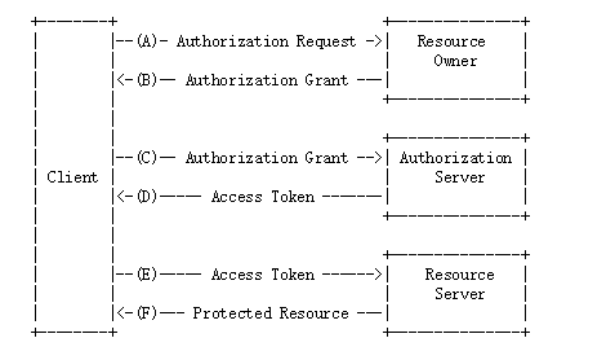 (A) Authorization Request Resource
Owner
(B) Authorization Grant
(C) Authorization Grant Authorization
Client Server
(D) Access Token
(E) Access Token Resource
Server
(F) Protected Resource